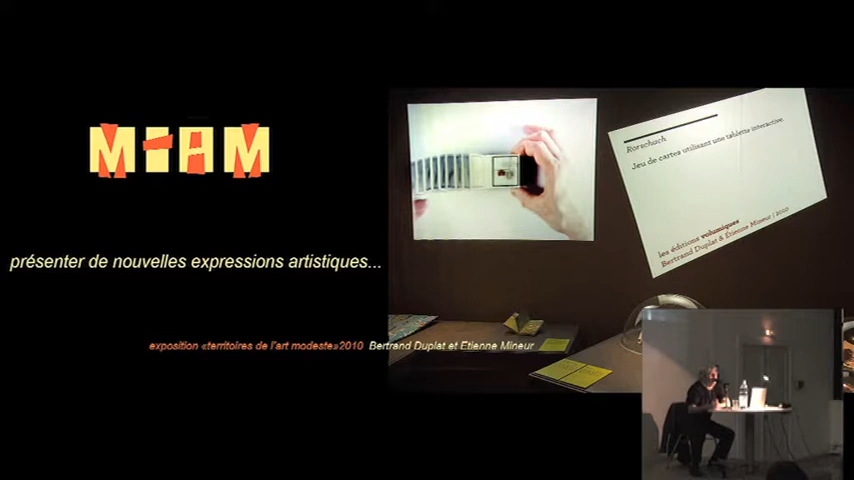 MIAM
présenter de nouvelles expressions artistiques...
exposition «territoires de l'art modeste»2010 Bertrand Duplat et Etienne Mineur
Rorschach
Jeu de cartes utilisant une tablette interactive.
les éditions volumiques
Bertrand Duplat & Étienne Mineur | 2010